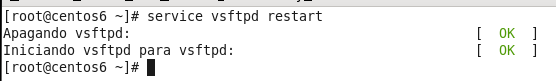 [root@centos6 ~]# service vsftpd restart
Apagando vsftpd: [ OK ]
Iniciando vsftpd para vsftpd: [ OK ]
[root@centos6 ~]#